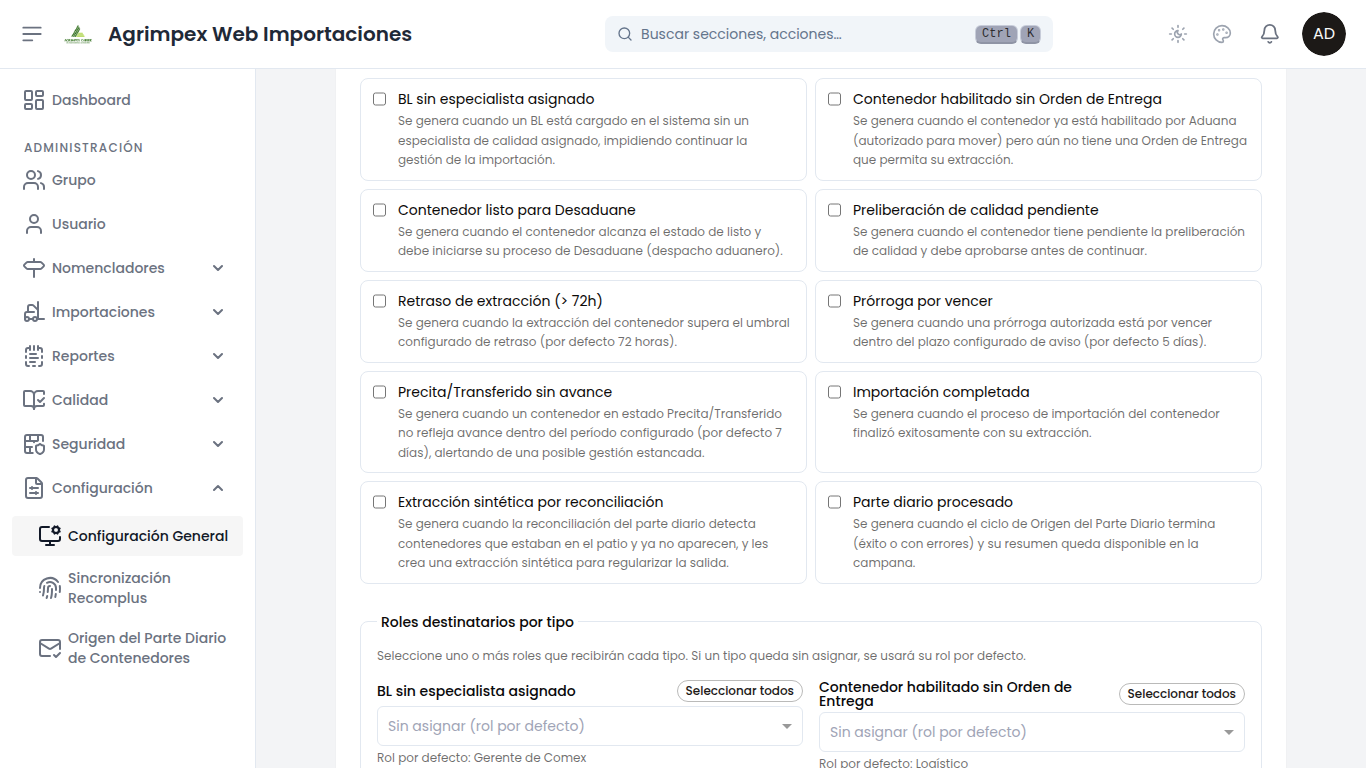 Agrimpex Web Importaciones
Buscar secciones, acciones...
Ctrl K
AD
Dashboard
ADMINISTRACIÓN
Grupo
Usuario
Nomencladores
Importaciones
Reportes
Calidad
Seguridad
Configuración
Configuración General
Sincronización
Recomplus
Origen del Parte Diario
de Contenedores
BL sin especialista asignado
Se genera cuando un BL está cargado en el sistema sin un
especialista de calidad asignado, impidiendo continuar la
gestión de la importación.
Contenedor habilitado sin Orden de Entrega
Se genera cuando el contenedor ya está habilitado por Aduana
(autorizado para mover) pero aún no tiene una Orden de Entrega
que permita su extracción.
Contenedor listo para Desaduane
Se genera cuando el contenedor alcanza el estado de listo y
debe iniciarse su proceso de Desaduane (despacho aduanero).
Preliberación de calidad pendiente
Se genera cuando el contenedor tiene pendiente la preliberación
de calidad y debe aprobarse antes de continuar.
Retraso de extracción (> 72h)
Se genera cuando la extracción del contenedor supera el umbral
configurado de retraso (por defecto 72 horas).
Prórroga por vencer
Se genera cuando una prórroga autorizada está por vencer
dentro del plazo configurado de aviso (por defecto 5 días).
Precita/Transferido sin avance
Se genera cuando un contenedor en estado Precita/Transferido
no refleja avance dentro del período configurado (por defecto 7
días), alertando de una posible gestión estancada.
Importación completada
Se genera cuando el proceso de importación del contenedor
finalizó exitosamente con su extracción.
Extracción sintética por reconciliación
Se genera cuando la reconciliación del parte diario detecta
contenedores que estaban en el patio y ya no aparecen, y les
crea una extracción sintética para regularizar la salida.
Parte diario procesado
Se genera cuando el ciclo de Origen del Parte Diario termina
(éxito o con errores) y su resumen queda disponible en la
campana.
Roles destinatarios por tipo
Seleccione uno o más roles que recibirán cada tipo. Si un tipo queda sin asignar, se usará su rol por defecto.
BL sin especialista asignado
Seleccionar todos
Sin asignar (rol por defecto)
Rol por defecto: Gerente de Comex
Contenedor habilitado sin Orden de
Entrega
Seleccionar todos
Sin asignar (rol por defecto)
Rol por defecto: Logístico